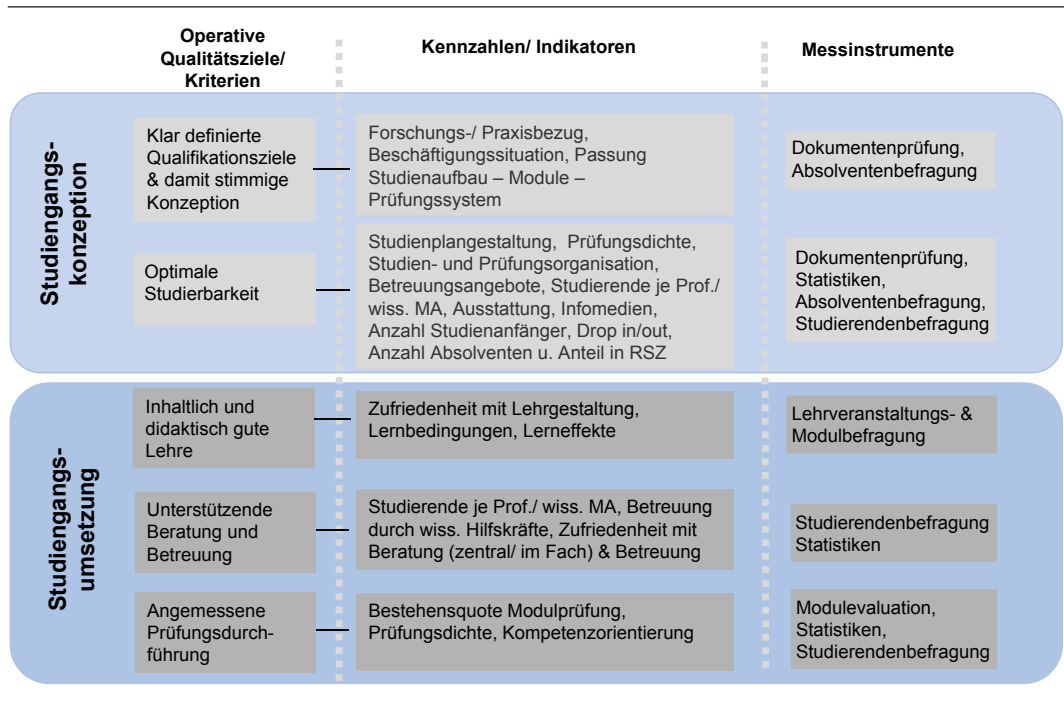 Operative
Qualitätsziele/
Kriterien
Kennzahlen/ Indikatoren
Messinstrumente
Studiengangs-
konzeption
Klar definierte
Qualifikationsziele
& damit stimmige
Konzeption
Forschungs-/ Praxisbezug,
Beschäftigungssituation, Passung
Studienaufbau – Module –
Prüfungssystem
Dokumentenprüfung,
Absolventenbefragung
Optimale
Studierbarkeit
Studienplangestaltung, Prüfungsdichte,
Studien- und Prüfungsorganisation,
Betreuungsangebote, Studierende je Prof./
wiss. MA, Ausstattung, Infomedien,
Anzahl Studienanfänger, Drop in/out,
Anzahl Absolventen u. Anteil in RSZ
Dokumentenprüfung,
Statistiken,
Absolventenbefragung,
Studierendenbefragung
Studiengangs-
umsetzung
Inhaltlich und
didaktisch gute
Lehre
Zufriedenheit mit Lehrgestaltung,
Lernbedingungen, Lerneffekte
Lehrveranstaltungs- &
Modulbefragung
Unterstützende
Beratung und
Betreuung
Studierende je Prof./ wiss. MA, Betreuung
durch wiss. Hilfskräfte, Zufriedenheit mit
Beratung (zentral/ im Fach) & Betreuung
Studierendenbefragung
Statistiken
Angemessene
Prüfungsdurch-
führung
Bestehensquote Modulprüfung,
Prüfungsdichte, Kompetenzorientierung
Modulevaluation,
Statistiken,
Studierendenbefragung